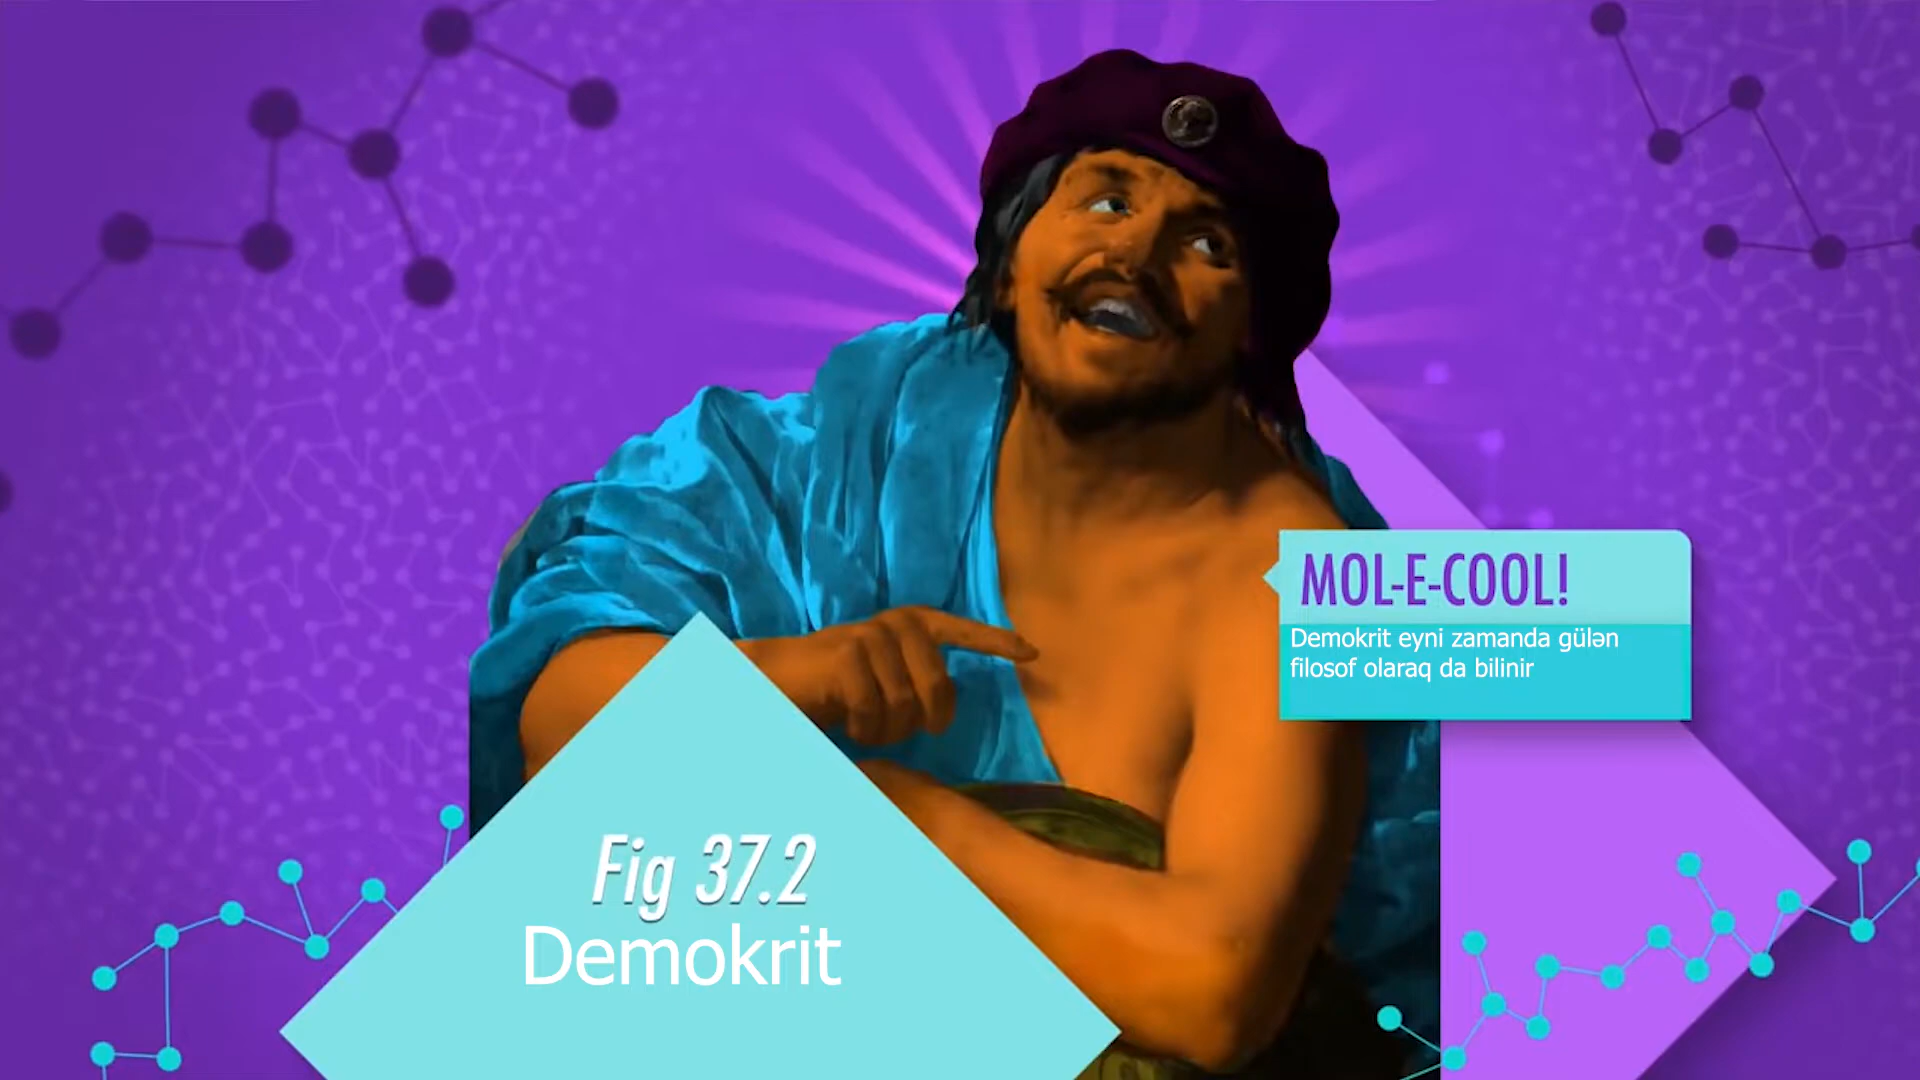 MOL-E-COOL!
Demokrit eyni zamanda gülən
filosof olaraq da bilinir
Fig 37.2
Demokrit